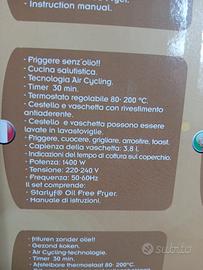 · Instruction manual.
· Friggere senz'olio!!
· Cucina salutistica.
· Tecnologia Air Cycling.
· Timer 30 min.
· Termostato regolabile 80- 200°C.
· Cestello e vaschetta con rivestimento
antiaderente.
· Cestello e vaschetta possono essere
lavate in lavastoviglie.
· Friggere, cuocere, grigliare, arrostire, toast.
· Capienza della vaschetta: 3,8 L
· Indicazioni del tempo di cottura sul coperchio.
· Potenza: 1400 W
· Tensione: 220-240 V
· Frequenza: 50-60Hz
Il set comprende:
· Starlyf® Oil Free Fryer.
· Manuale di istruzioni.
· Frituren zonder olie!!
· Gezond koken.
· Air Cycling-technologie.
· Timer 30 min.
· Afstelbare thermostaat 80- 200°C
subito